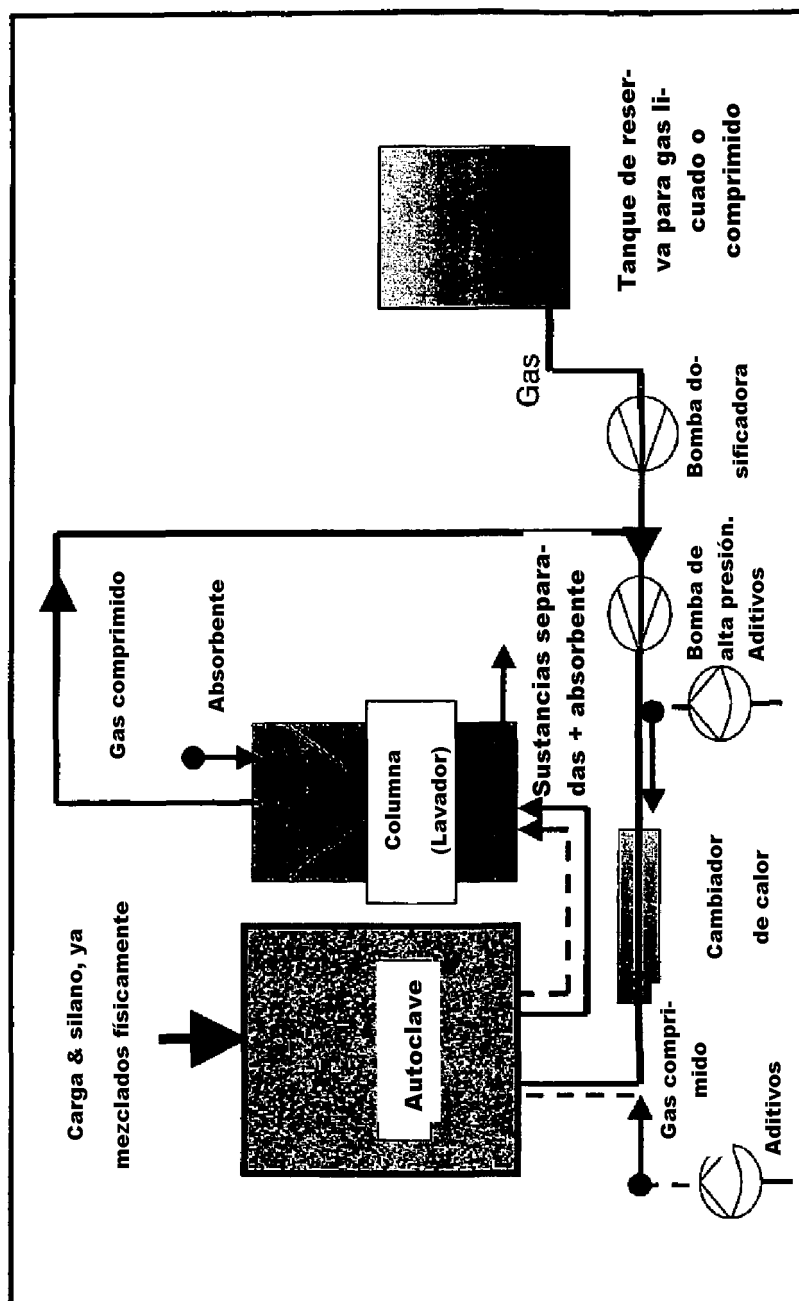 Carga & silano, ya
mezclados físicamente
Gas comprimido
Absorbente
Autoclave
Columna
(Lavador)
Sustancias separa-
das + absorbente
Gas
Tanque de reser-
va para gas li-
cuado o
comprimido
Gas compri-
mido
Aditivos
Cambiador
de calor
Bomba de
alta presión.
Aditivos
Bomba do-
sificadora